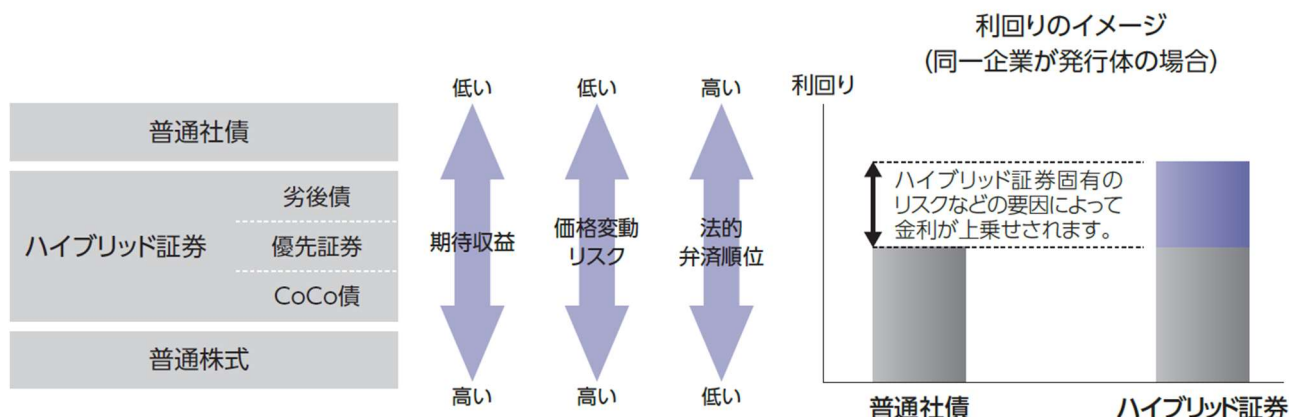 普通社債
ハイブリッド証券
劣後債
優先証券
CoCo債
普通株式
低い
期待収益
高い
低い
価格変動
リスク
高い
高い
法的
弁済順位
低い
利回りのイメージ
(同一企業が発行体の場合)
利回り
ハイブリッド証券固有の
リスクなどの要因によって
金利が上乗せされます。
普通社債
ハイブリッド証券